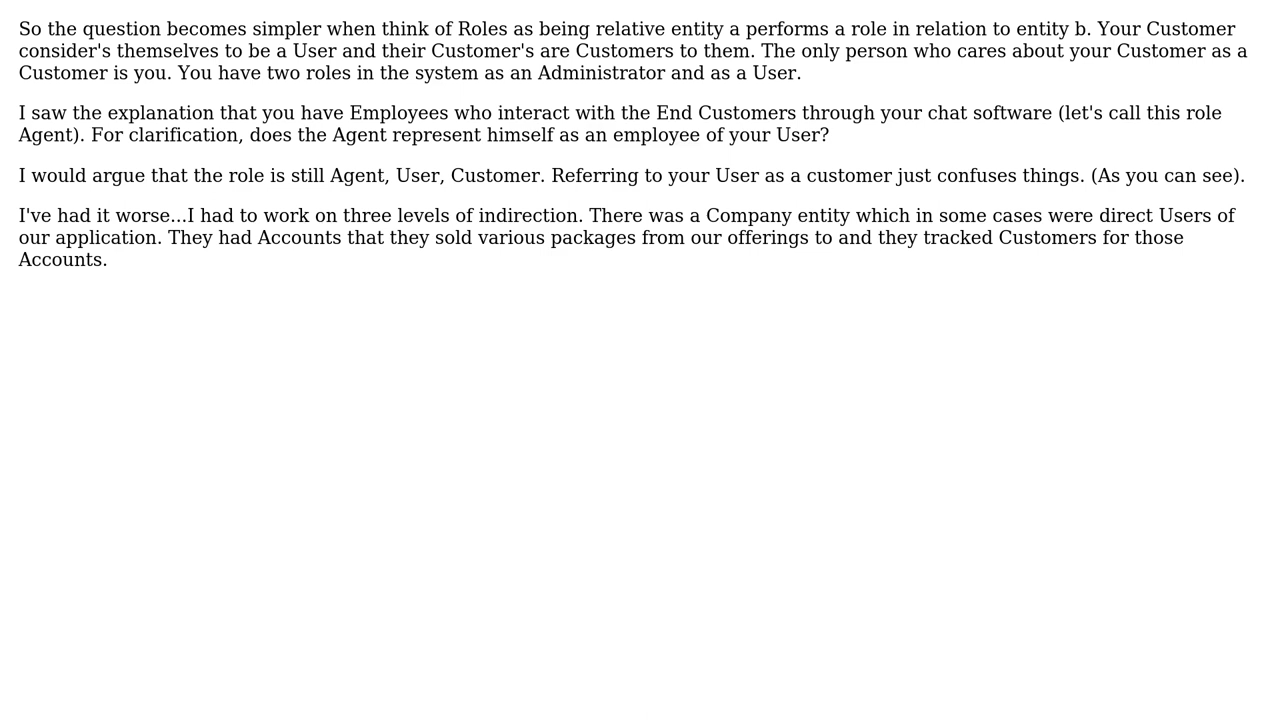 So the question becomes simpler when think of Roles as being relative entity a performs a role in relation to entity b. Your Customer
consider's themselves to be a User and their Customer's are Customers to them. The only person who cares about your Customer as a
Customer is you. You have two roles in the system as an Administrator and as a User.
I saw the explanation that you have Employees who interact with the End Customers through your chat software (let's call this role
Agent). For clarification, does the Agent represent himself as an employee of your User?
I would argue that the role is still Agent, User, Customer. Referring to your User as a customer just confuses things. (As you can see).
I've had it worse...I had to work on three levels of indirection. There was a Company entity which in some cases were direct Users of
our application. They had Accounts that they sold various packages from our offerings to and they tracked Customers for those
Accounts.